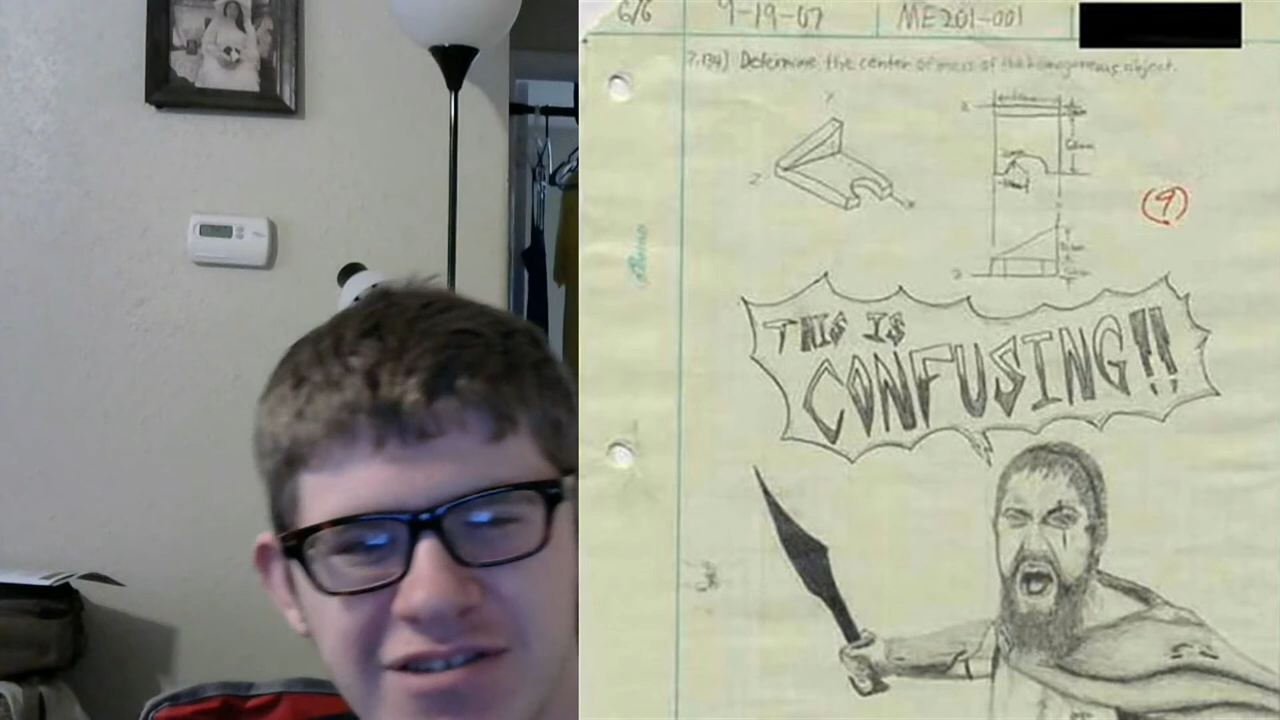 6/6 9-19-07 ME201-001
7.134) Determine the center of mass of the homogeneous object.
Y
Z
X
(9)
THIS IS
CONFUSING!!